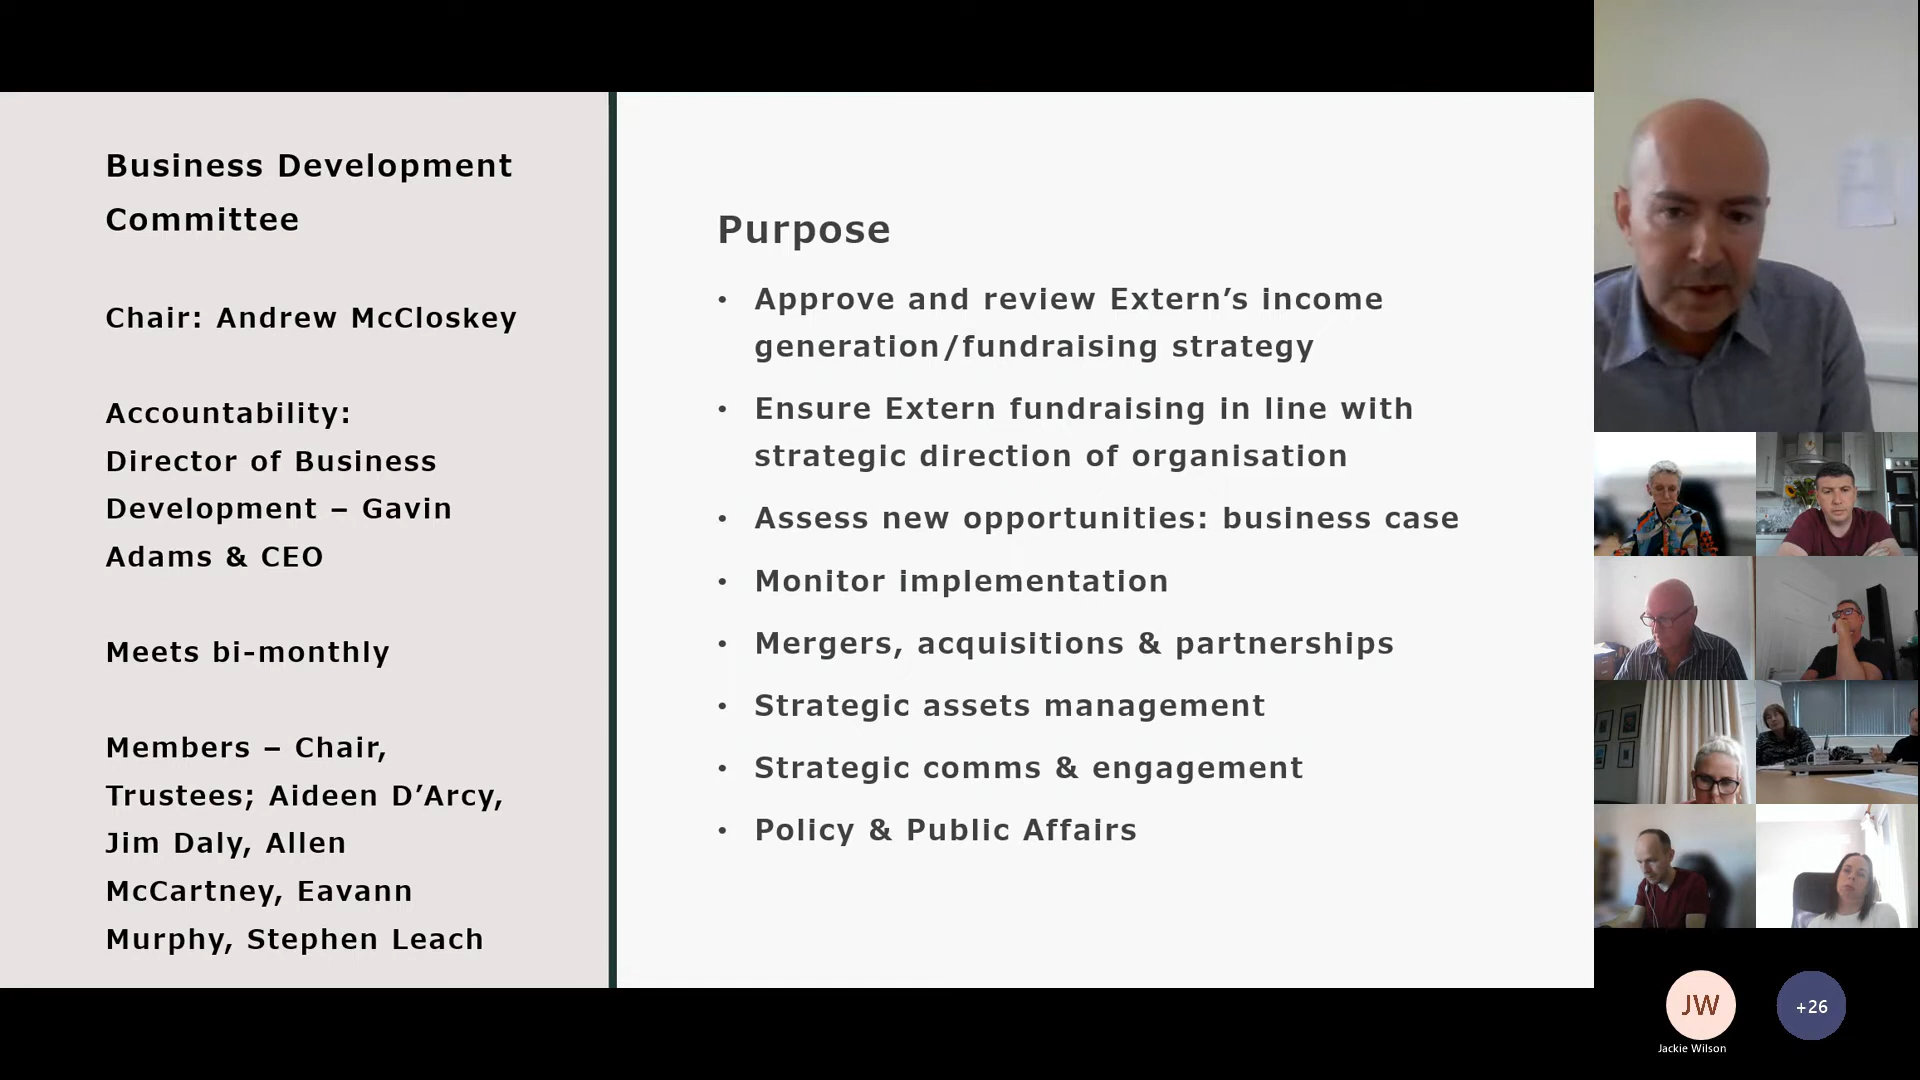 Business Development
Committee
Chair: Andrew McCloskey
Accountability:
Director of Business
Development – Gavin
Adams & CEO
Meets bi-monthly
Members – Chair,
Trustees; Aideen D’Arcy,
Jim Daly, Allen
McCartney, Eavann
Murphy, Stephen Leach
Purpose
• Approve and review Extern’s income
generation/fundraising strategy
• Ensure Extern fundraising in line with
strategic direction of organisation
• Assess new opportunities: business case
• Monitor implementation
• Mergers, acquisitions & partnerships
• Strategic assets management
• Strategic comms & engagement
• Policy & Public Affairs
JW
Jackie Wilson
+26